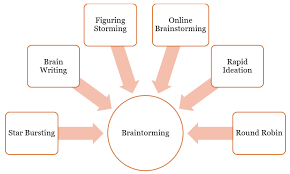 Figuring
Storming
Online
Brainstorming
Brain
Writing
Rapid
Ideation
Star Bursting
Braintorming
Round Robin